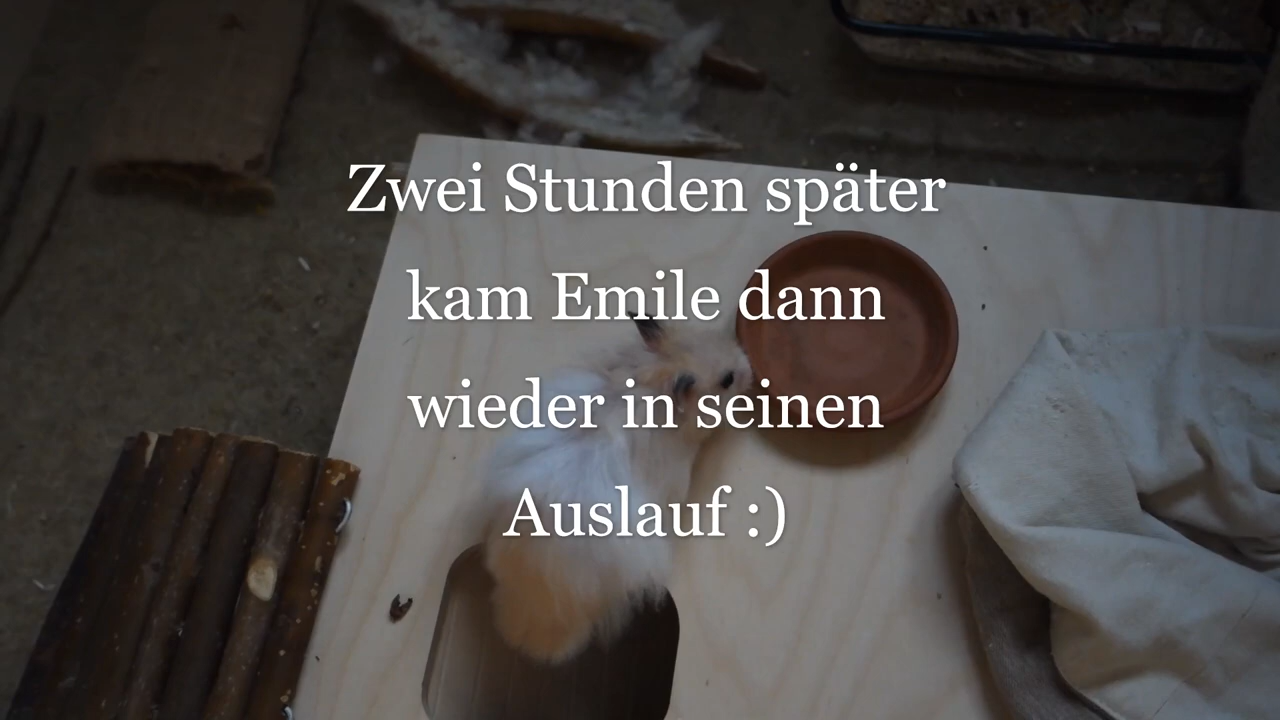 Zwei Stunden später
kam Emile dann
wieder in seinen
Auslauf :)